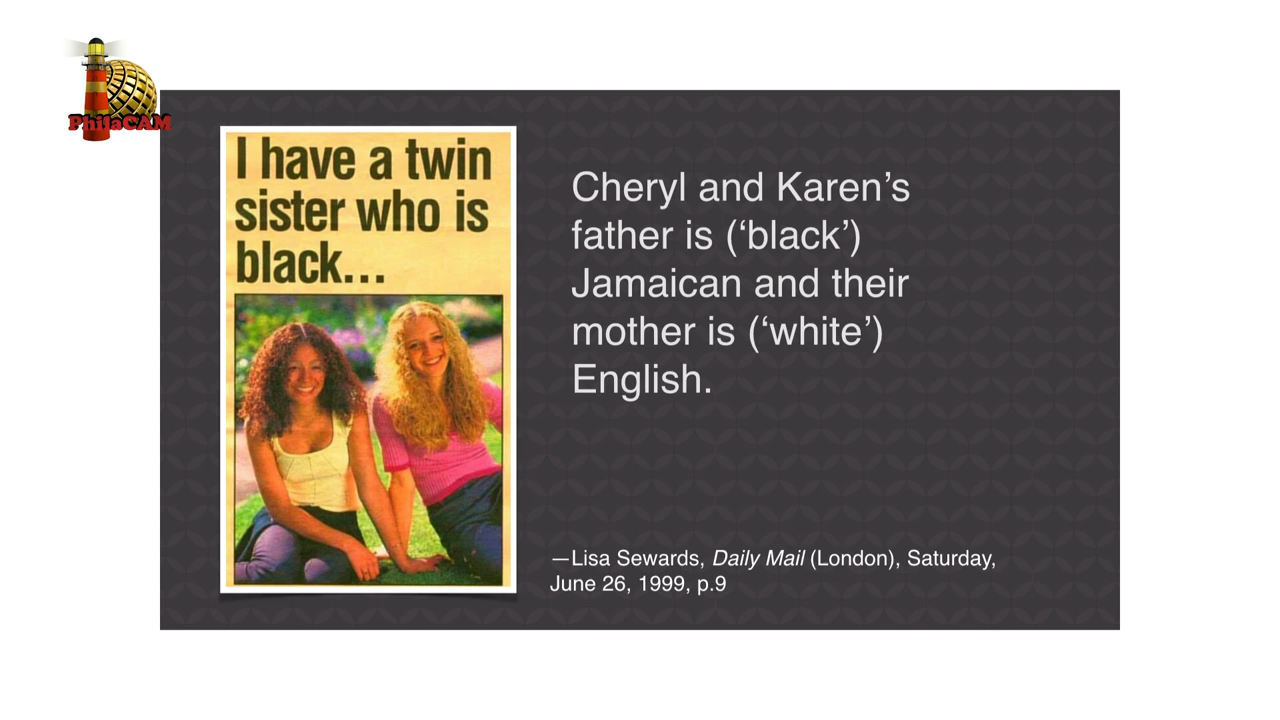 PhilaCAM
I have a twin
sister who is
black...
Cheryl and Karen’s
father is (‘black’)
Jamaican and their
mother is (‘white’)
English.
—Lisa Sewards, Daily Mail (London), Saturday,
June 26, 1999, p.9